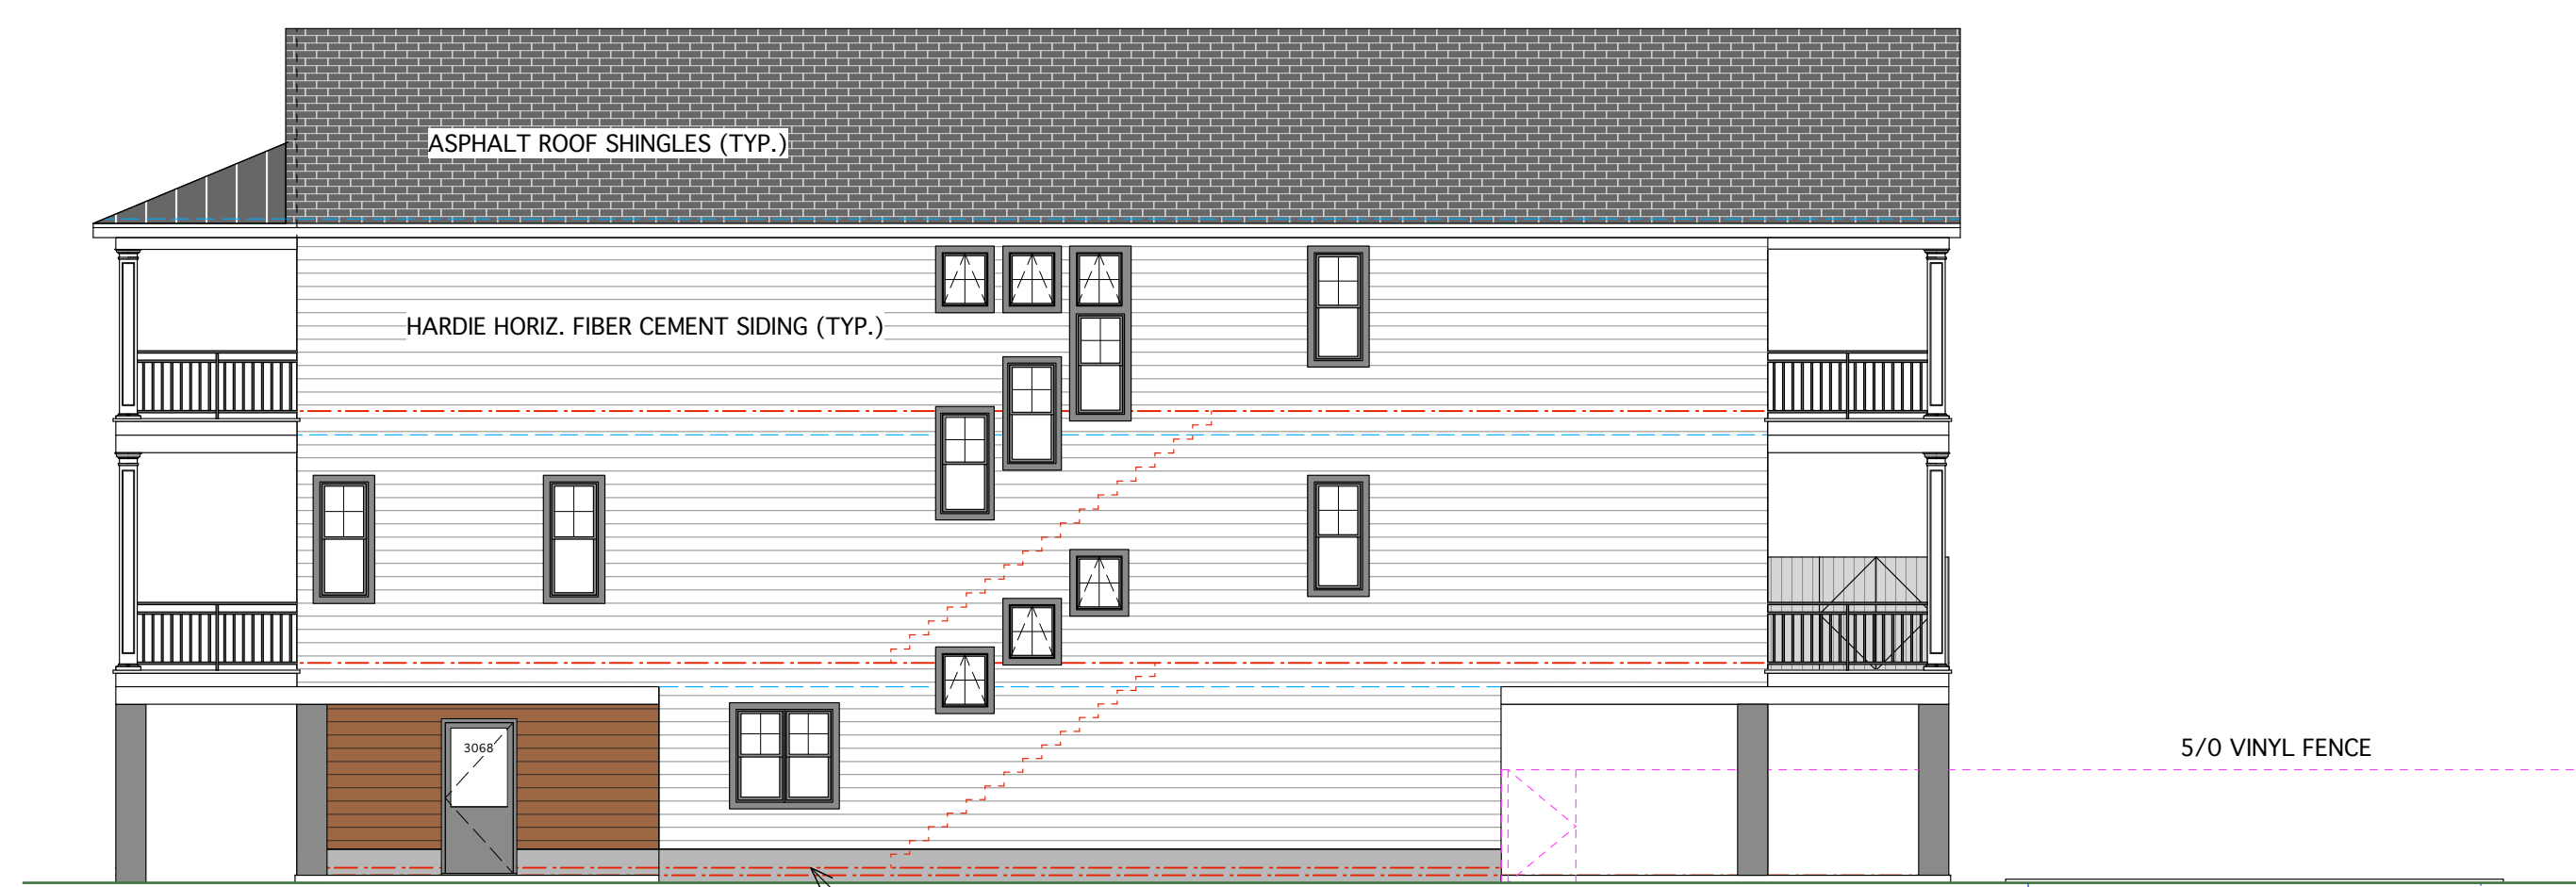 ASPHALT ROOF SHINGLES (TYP.)
HARDIE HORIZ. FIBER CEMENT SIDING (TYP.)
3068
5/0 VINYL FENCE